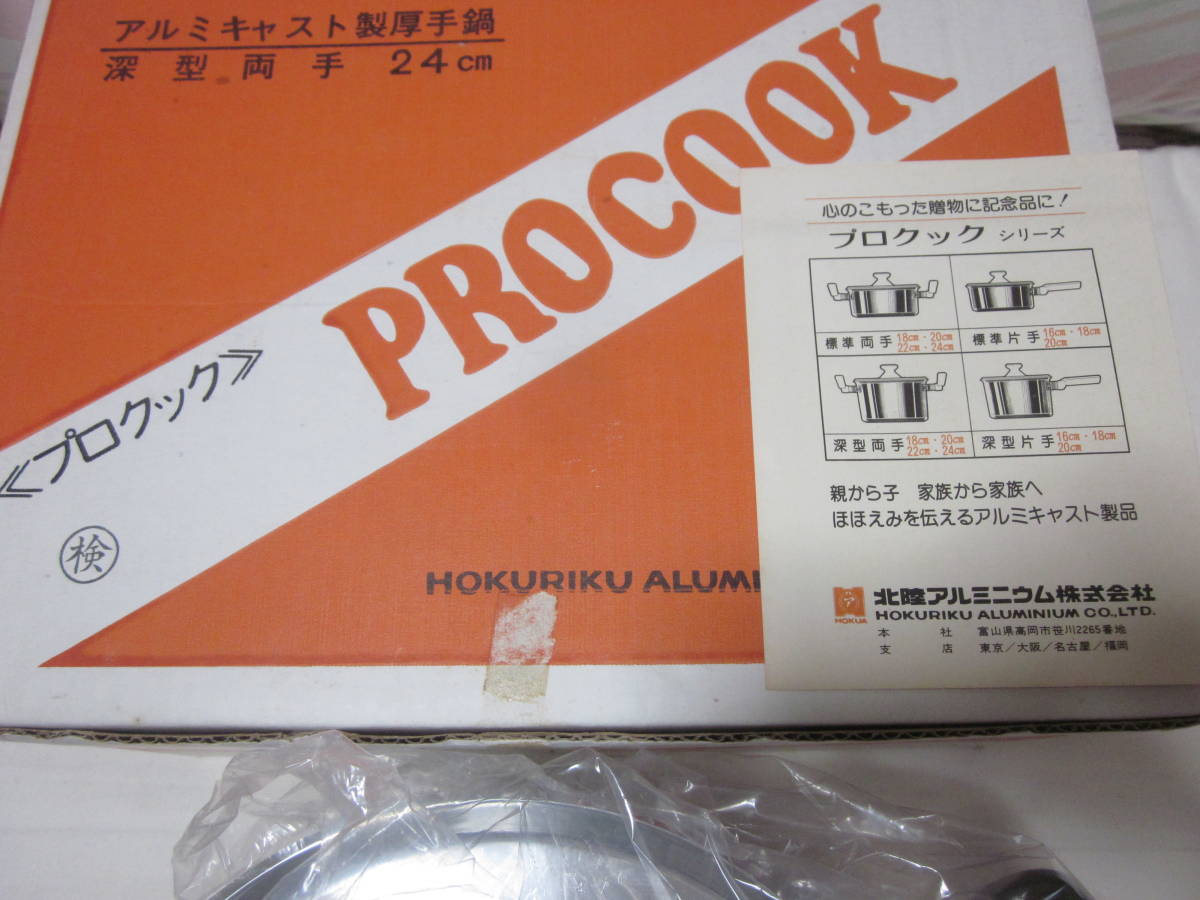 アルミキャスト製厚手鍋
深型両手 24cm
PROCOOK
≪プロクック≫
検
HOKURIKU ALUMI
心のこもった贈物に記念品に!
プロクック シリーズ
標準両手 18cm・20cm 22cm・24cm
標準片手 16cm・18cm 20cm
深型両手 18cm・20cm 22cm・24cm
深型片手 16cm・18cm 20cm
親から子 家族から家族へ
ほほえみを伝えるアルミキャスト製品
HOKUA
北陸アルミニウム株式会社
HOKURIKU ALUMINIUM CO.,LTD.
本社 富山県高岡市笹川2265番地
支店 東京/大阪/名古屋/福岡